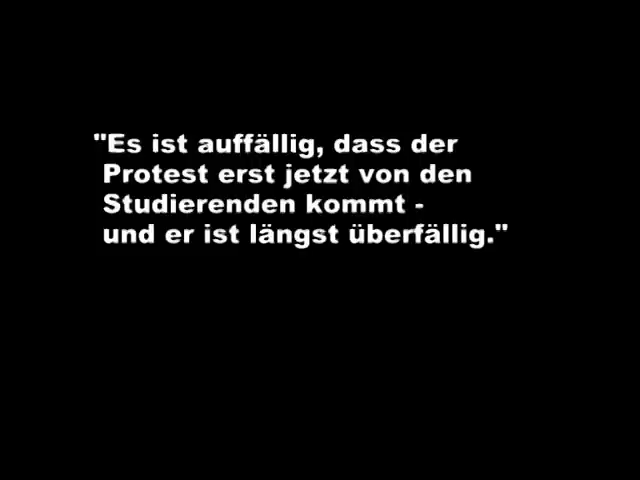 "Es ist auffällig, dass der
Protest erst jetzt von den
Studierenden kommt -
und er ist längst überfällig."